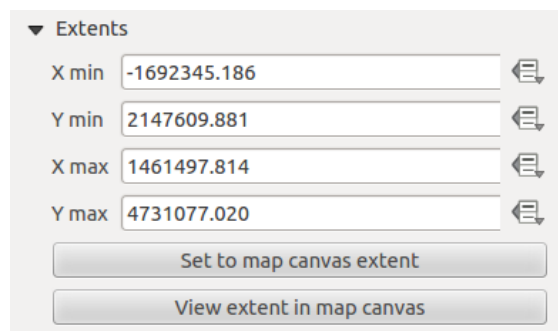 Extents
X min -1692345.186
Y min 2147609.881
X max 1461497.814
Y max 4731077.020
Set to map canvas extent
View extent in map canvas